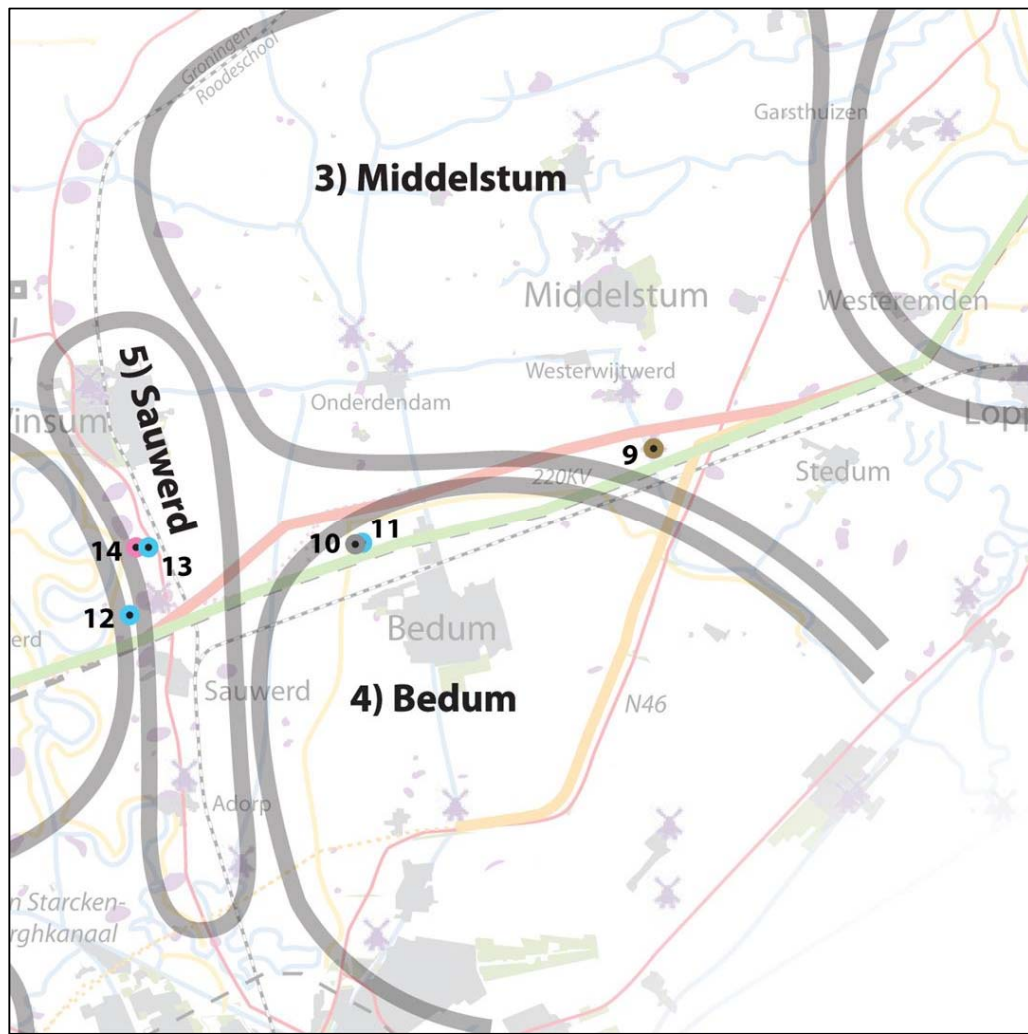 Groningen-
Roodeschool
Garsthuizen
3) Middelstum
Middelstum
Westeremden
5) Sauwerd
Westerwijtwerd
Onderdendam
Vinsum
Lopp
9
220KV
Stedum
14
13
10
11
12
Bedum
erd
Sauwerd
4) Bedum
N46
Adorp
n Starcken-
rghkanaal